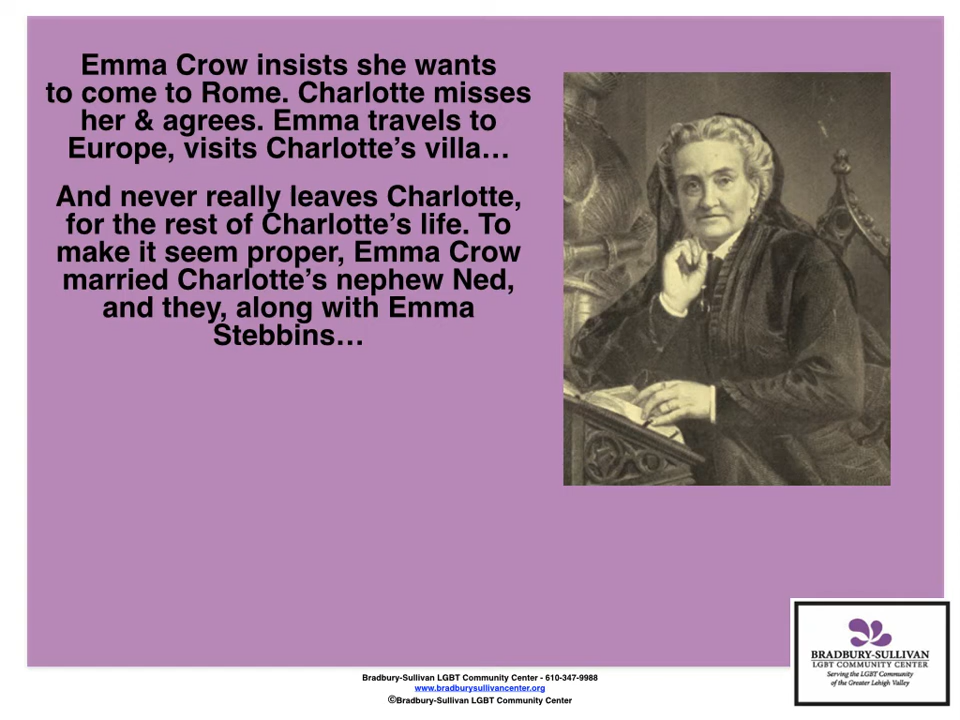 Emma Crow insists she wants
to come to Rome. Charlotte misses
her & agrees. Emma travels to
Europe, visits Charlotte’s villa…
And never really leaves Charlotte,
for the rest of Charlotte’s life. To
make it seem proper, Emma Crow
married Charlotte’s nephew Ned,
and they, along with Emma
Stebbins…
BRADBURY-SULLIVAN
LGBT COMMUNITY CENTER
Serving the LGBT Community
of the Greater Lehigh Valley
Bradbury-Sullivan LGBT Community Center - 610-347-9988
www.bradburysullivancenter.org
©Bradbury-Sullivan LGBT Community Center